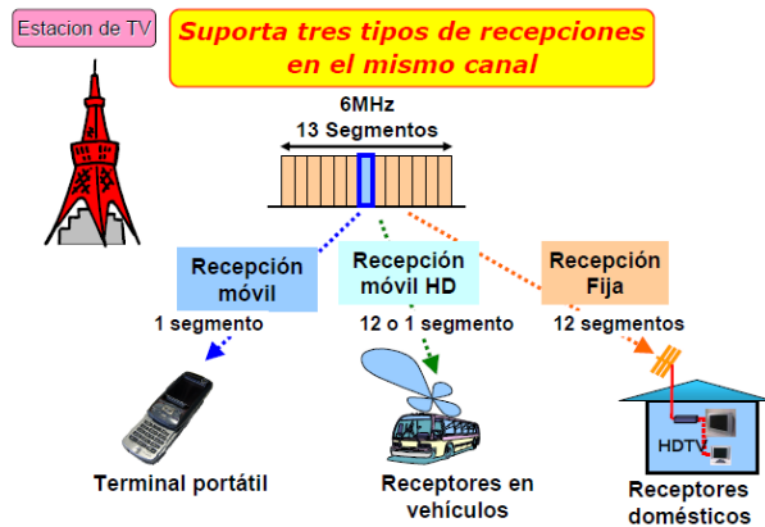 Estacion de TV
Suporta tres tipos de recepciones
en el mismo canal
6MHz
13 Segmentos
Recepción
móvil
Recepción
móvil HD
Recepción
Fija
1 segmento
12 o 1 segmento
12 segmentos
HDTV
Terminal portátil
Receptores en
vehículos
Receptores
domésticos